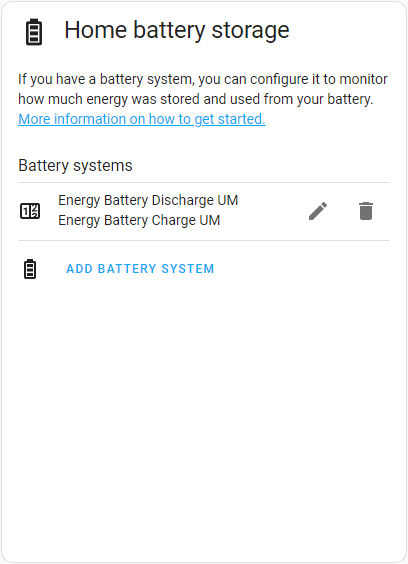 Home battery storage
If you have a battery system, you can configure it to monitor
how much energy was stored and used from your battery.
More information on how to get started.
Battery systems
Energy Battery Discharge UM
Energy Battery Charge UM
ADD BATTERY SYSTEM